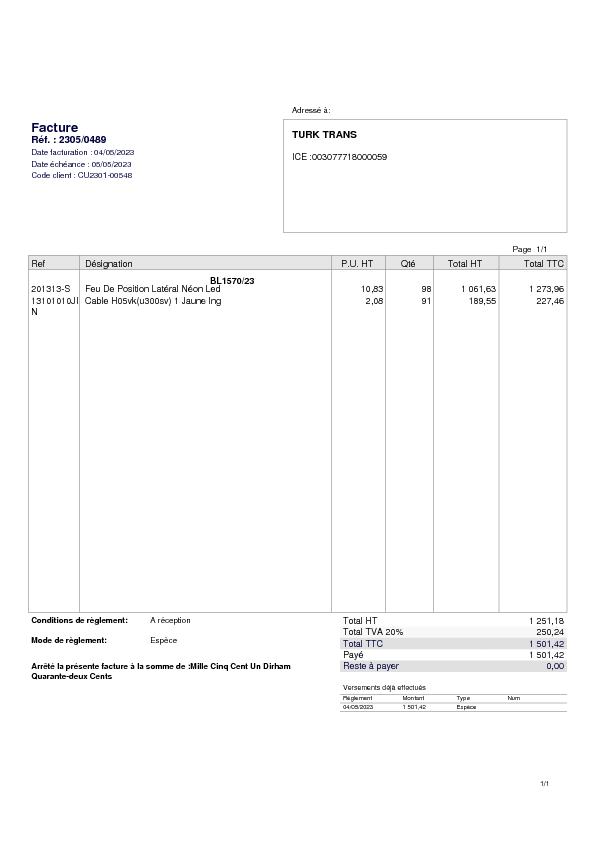 Adressé à:
Facture
Réf. : 2305/0489
Date facturation : 04/05/2023
Date échéance : 05/05/2023
Code client : CU2301-00548
TURK TRANS
ICE :003077718000059
Page 1/1
Ref Désignation P.U. HT Qté Total HT Total TTC
BL1570/23
201313-S Feu De Position Latéral Néon Led 10,83 98 1 061,63 1 273,96
13101010JI Cable H05vk(u300sv) 1 Jaune Ing 2,08 91 189,55 227,46
N
Conditions de règlement: A réception
Mode de règlement: Espèce
Arrêté la présente facture à la somme de :Mille Cinq Cent Un Dirham
Quarante-deux Cents
Total HT 1 251,18
Total TVA 20% 250,24
Total TTC 1 501,42
Payé 1 501,42
Reste à payer 0,00
Versements déjà effectués
Règlement Montant Type Num
04/05/2023 1 501,42 Espèce
1/1